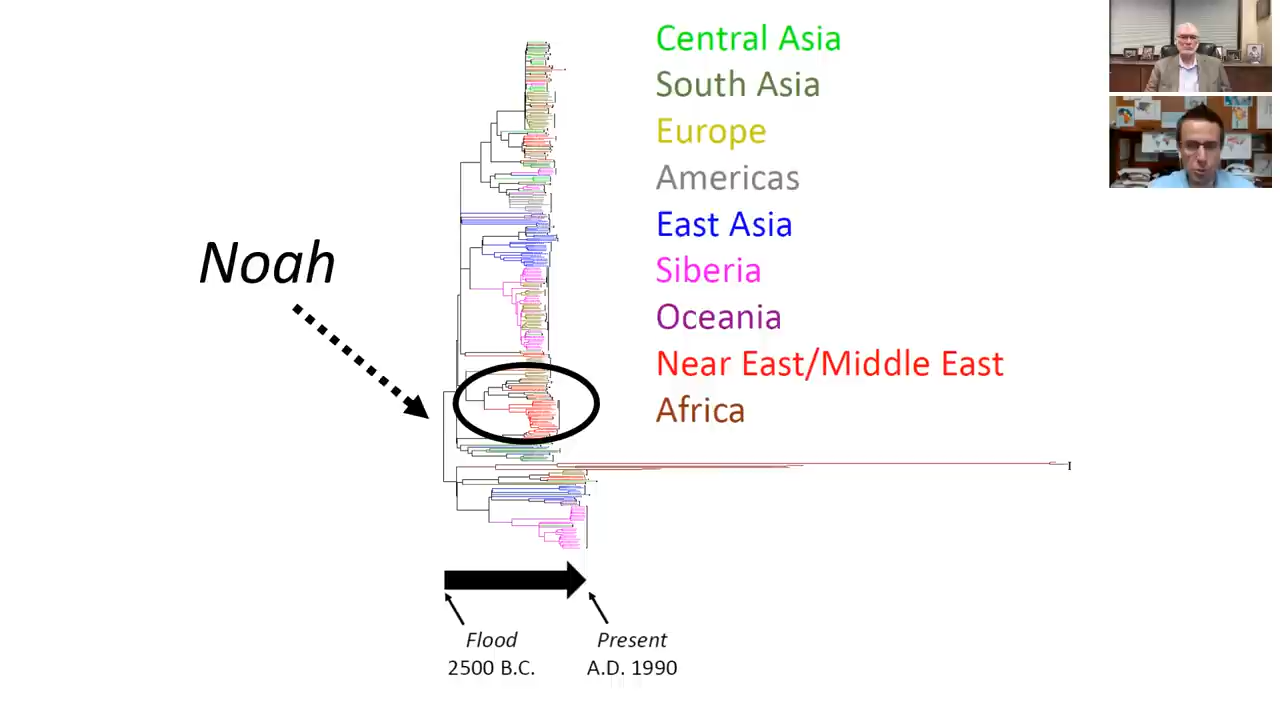 Central Asia
South Asia
Europe
Americas
East Asia
Siberia
Oceania
Near East/Middle East
Africa
Noah
Flood
2500 B.C.
Present
A.D. 1990